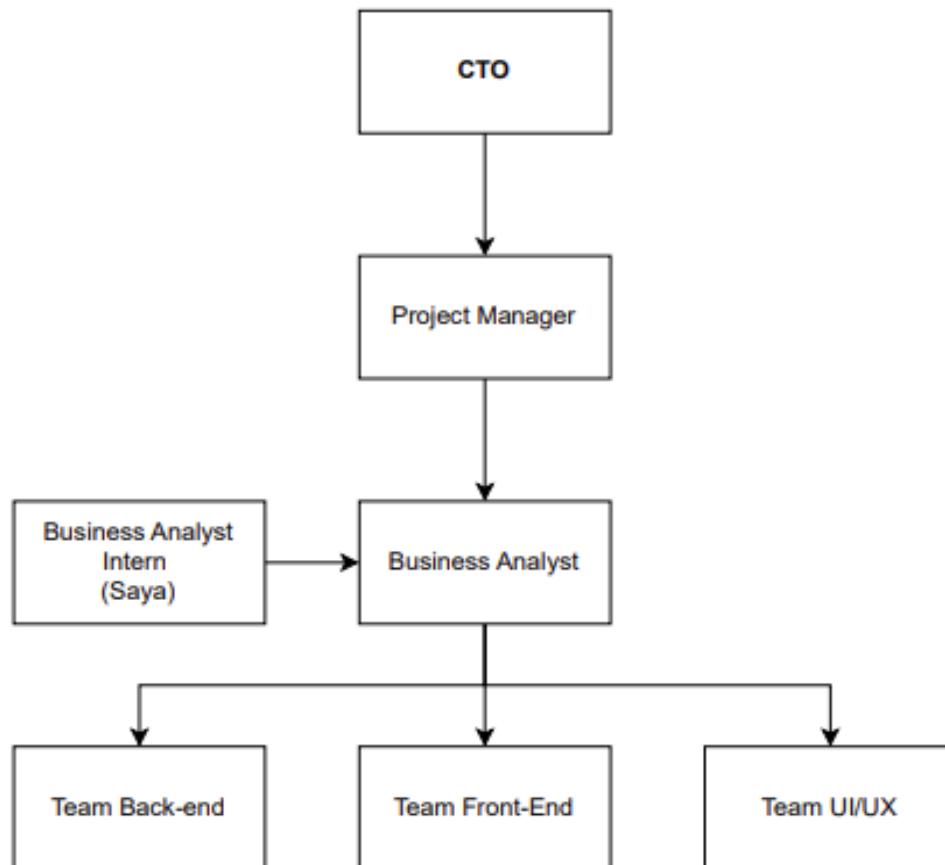 CTO
Project Manager
Business Analyst
Intern
(Saya)
Business Analyst
Team Back-end
Team Front-End
Team UI/UX